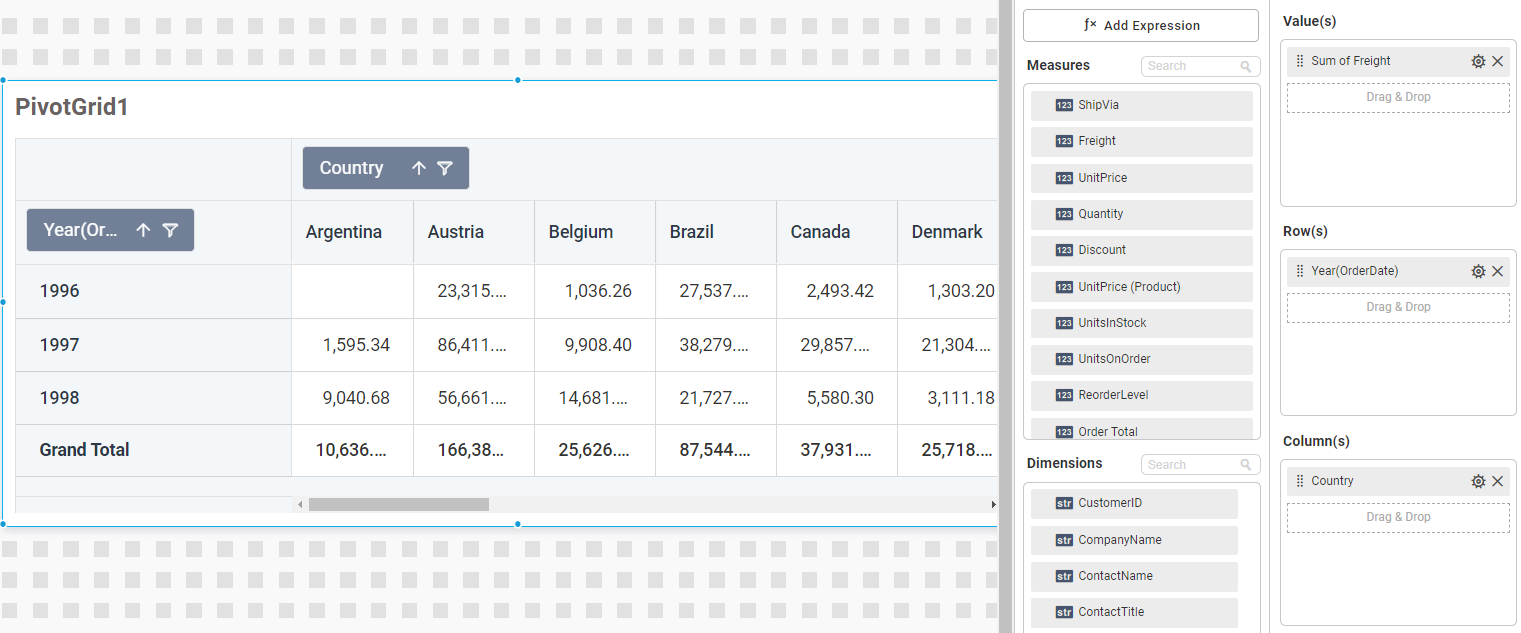 PivotGrid1
Country
Year(Or...
Argentina Austria Belgium Brazil Canada Denmark
1996 23,315.... 1,036.26 27,537.... 2,493.42 1,303.20
1997 1,595.34 86,411.... 9,908.40 38,279.... 29,857.... 21,304....
1998 9,040.68 56,661.... 14,681.... 21,727.... 5,580.30 3,111.18
Grand Total 10,636.... 166,38... 25,626.... 87,544.... 37,931.... 25,718....
ƒx Add Expression
Measures Search
123 ShipVia
123 Freight
123 UnitPrice
123 Quantity
123 Discount
123 UnitPrice (Product)
123 UnitsInStock
123 UnitsOnOrder
123 ReorderLevel
123 Order Total
Dimensions Search
str CustomerID
str CompanyName
str ContactName
str ContactTitle
Value(s)
Sum of Freight
Drag & Drop
Row(s)
Year(OrderDate)
Drag & Drop
Column(s)
Country
Drag & Drop